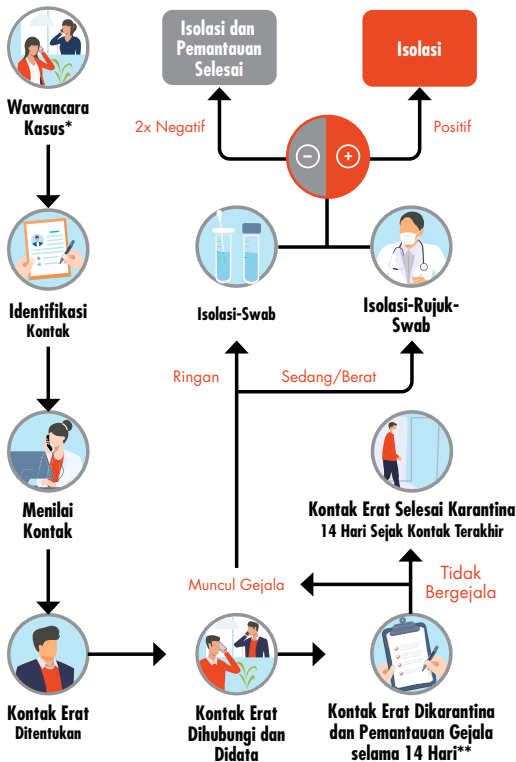 Wawancara
Kasus*
Identifikasi
Kontak
Menilai
Kontak
Kontak Erat
Ditentukan
Kontak Erat
Dihubungi dan
Didata
Kontak Erat Dikarantina
dan Pemantauan Gejala
selama 14 Hari**
Tidak
Bergejala
Kontak Erat Selesai Karantina
14 Hari Sejak Kontak Terakhir
Muncul Gejala
Ringan
Sedang/Berat
Isolasi-Swab
Isolasi-Rujuk-
Swab
− +
2x Negatif
Positif
Isolasi dan
Pemantauan
Selesai
Isolasi